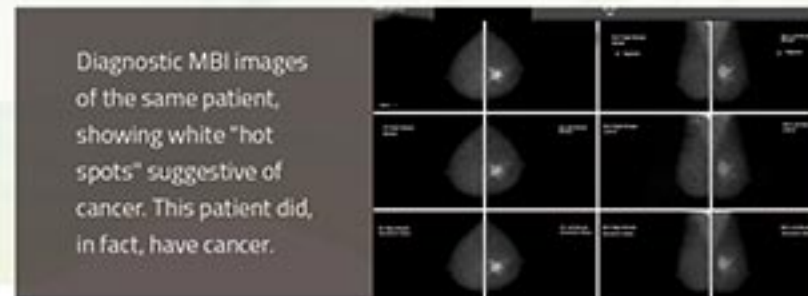 Diagnostic MBI images
of the same patient,
showing white "hot
spots" suggestive of
cancer. This patient did,
in fact, have cancer.